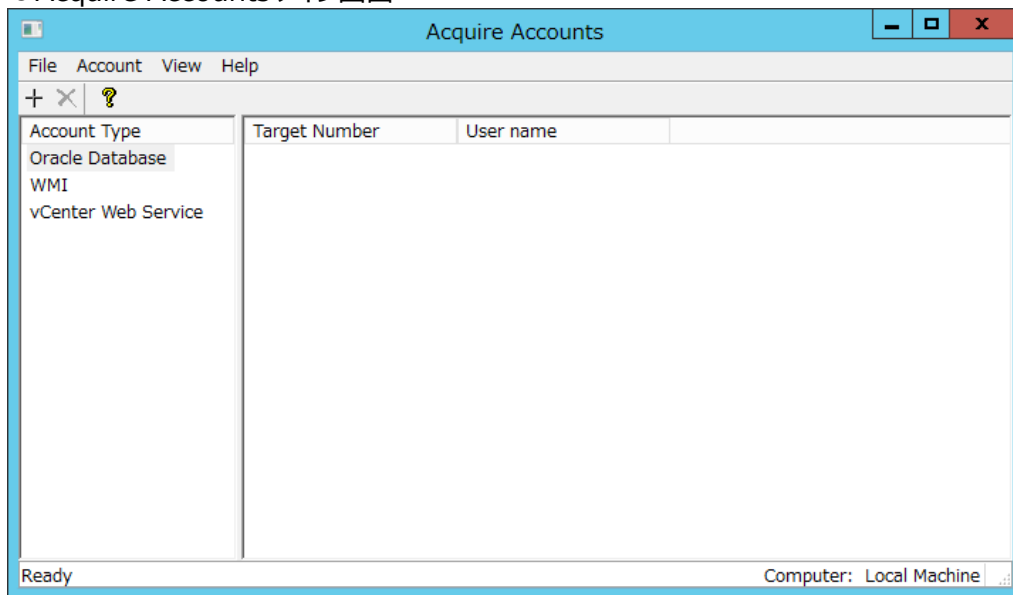 Acquire Accounts
File Account View Help
Account Type Target Number User name
Oracle Database
WMI
vCenter Web Service
Ready Computer: Local Machine